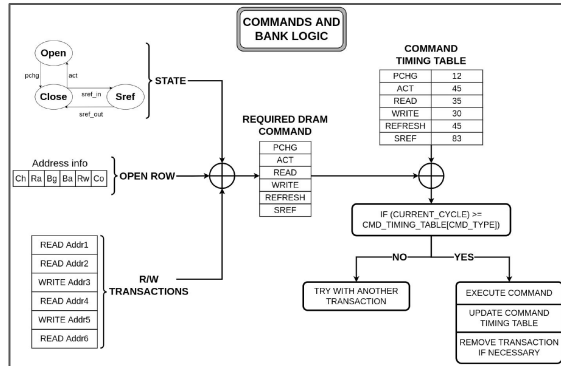 COMMANDS AND
BANK LOGIC
Open
pchg
act
Close
sref_in
sref_out
Sref
STATE
Address info
Ch Ra Bg Ba Rw Co
OPEN ROW
READ Addr1
READ Addr2
WRITE Addr3
READ Addr4
WRITE Addr5
READ Addr6
R/W
TRANSACTIONS
REQUIRED DRAM
COMMAND
PCHG
ACT
READ
WRITE
REFRESH
SREF
COMMAND
TIMING TABLE
PCHG 12
ACT 45
READ 35
WRITE 30
REFRESH 45
SREF 83
IF (CURRENT_CYCLE) >=
CMD_TIMING_TABLE[CMD_TYPE])
NO
YES
TRY WITH ANOTHER
TRANSACTION
EXECUTE COMMAND
UPDATE COMMAND
TIMING TABLE
REMOVE TRANSACTION
IF NECESSARY